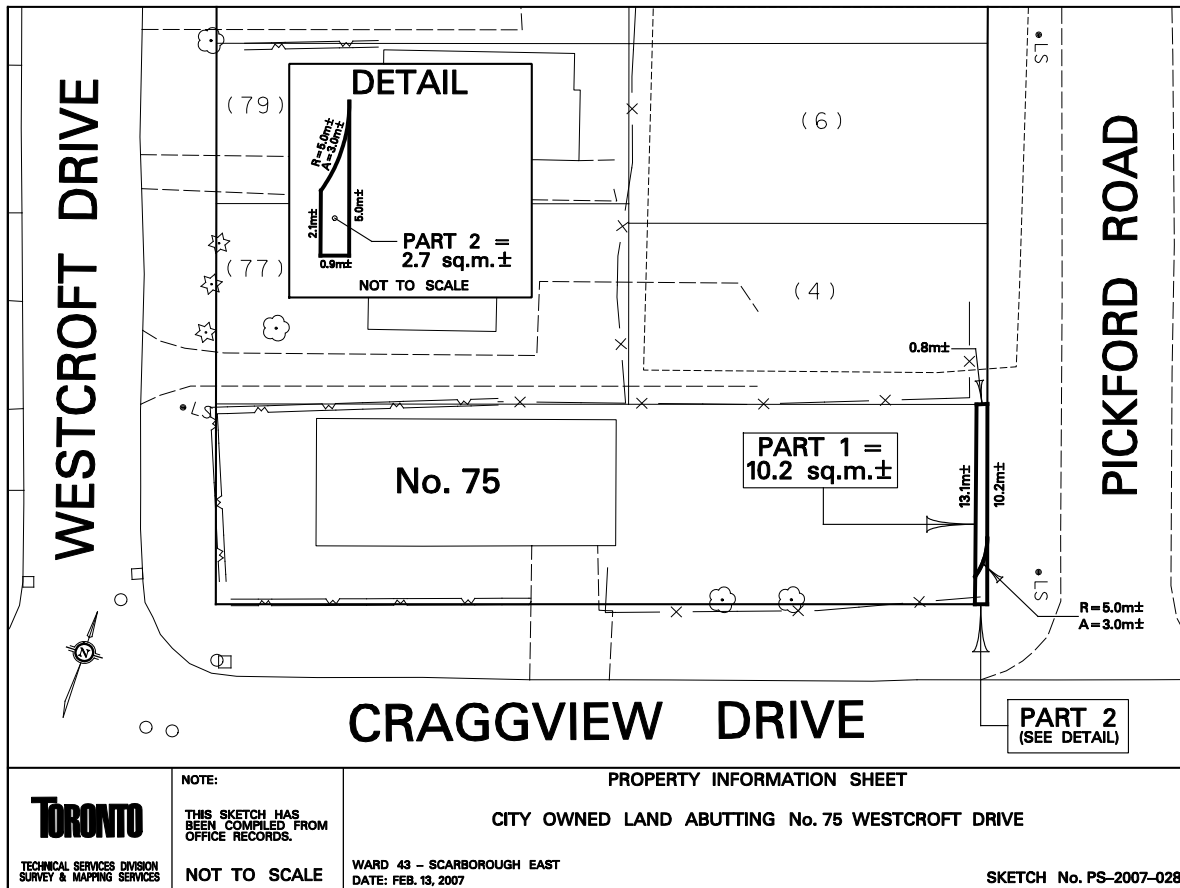 WESTCROFT DRIVE
DETAIL
R=5.0m±
A=3.0m±
2.1m±
5.0m±
0.9m±
PART 2 =
2.7 sq.m.±
NOT TO SCALE
(79)
(77)
(6)
(4)
LS
PICKFORD ROAD
0.8m±
LS
No. 75
PART 1 =
10.2 sq.m.±
13.1m±
10.2m±
LS
R=5.0m±
A=3.0m±
N
CRAGGVIEW DRIVE
PART 2
(SEE DETAIL)
TORONTO
TECHNICAL SERVICES DIVISION
SURVEY & MAPPING SERVICES
NOTE:
THIS SKETCH HAS
BEEN COMPILED FROM
OFFICE RECORDS.
NOT TO SCALE
PROPERTY INFORMATION SHEET
CITY OWNED LAND ABUTTING No. 75 WESTCROFT DRIVE
WARD 43 – SCARBOROUGH EAST
DATE: FEB. 13, 2007
SKETCH No. PS–2007–028